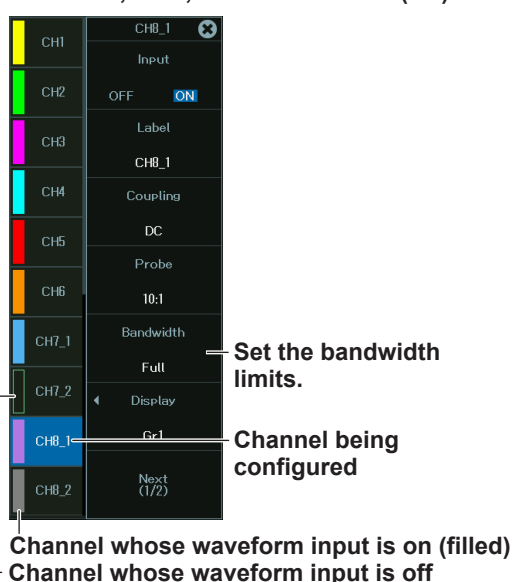 CH1
CH2
CH3
CH4
CH5
CH6
CH7_1
CH7_2
CH8_1
CH8_2
CH8_1
Input
OFF ON
Label
CH8_1
Coupling
DC
Probe
10:1
Bandwidth
Full
Display
Gr1
Next
(1/2)
Set the bandwidth
limits.
Channel being
configured
Channel whose waveform input is on (filled)
Channel whose waveform input is off